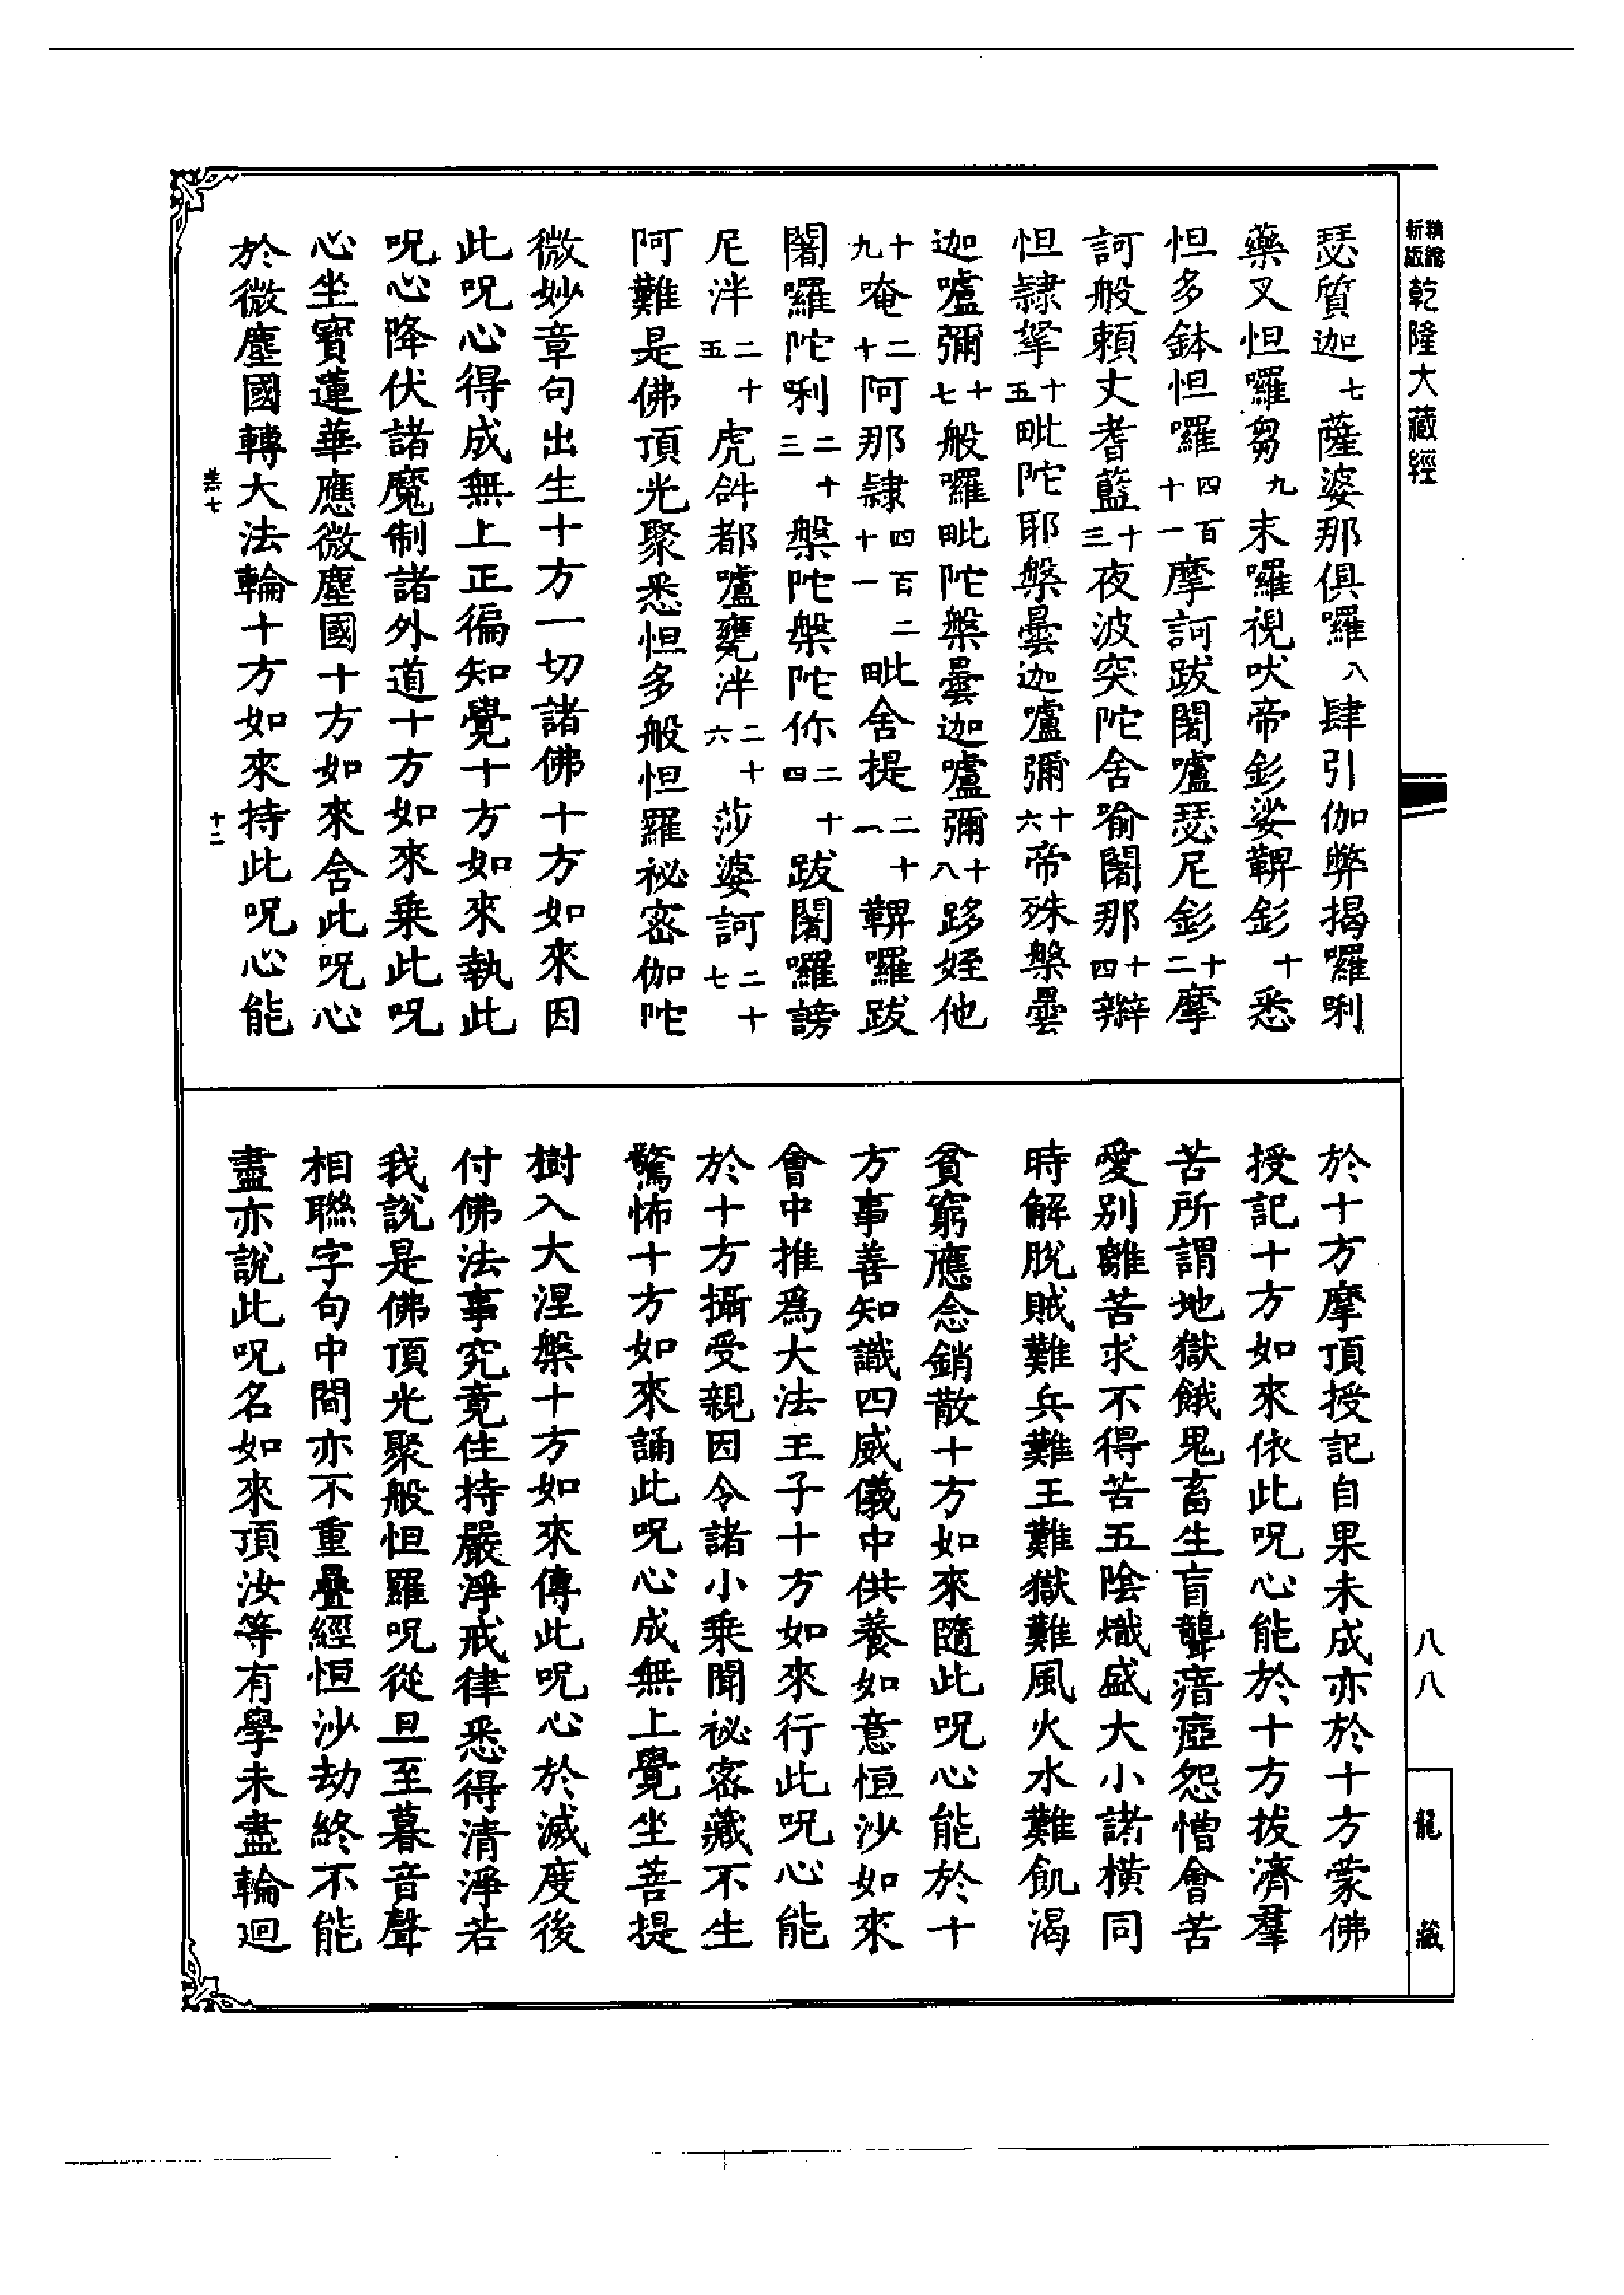 精縮新版乾隆大藏經
瑟質迦七薩婆那俱囉八肆引伽弊揭囉唎
藥叉怛囉芻九末囉視吠帝釤娑鞞釤十悉
怛多鉢怛囉四百十一摩訶跋闍嚧瑟尼釤十二摩
訶般頼丈耆藍十三夜波突陀舍喻闍那十四辮
怛隷拏十五毗陀耶槃曇迦嚧彌十六帝殊槃曇
迦嚧彌十七般囉毗陀槃曇迦嚧彌十八跢姪他
十九唵二十阿那隷四百二十一毗舍提二十一鞞囉跋
闍囉陀唎二十三槃陀槃陀你二十四跋闍囉謗
尼泮二十五虎𤙖都嚧甕泮二十六莎婆訶二十七
阿難是佛頂光聚悉怛多般怛羅祕密伽陀
微妙章句出生十方一切諸佛十方如來因
此呪心得成無上正徧知覺十方如來執此
呪心降伏諸魔制諸外道十方如來乗此呪
心坐寳蓮華應微塵國十方如來含此呪心
於微塵國轉大法輪十方如來持此呪心能
卷七 十二
於十方摩頂授記自果未成亦於十方蒙佛
授記十方如來依此呪心能於十方拔濟羣
苦所謂地獄餓鬼畜生盲聾瘖瘂怨憎會苦
愛別離苦求不得苦五陰熾盛大小諸橫同
時解脫賊難兵難王難獄難風火水難飢渴
貧窮應念銷散十方如來隨此呪心能於十
方事善知識四威儀中供養如意恒沙如來
會中推爲大法王子十方如來行此呪心能
於十方攝受親因令諸小乗聞祕密藏不生
驚怖十方如來誦此呪心成無上覺坐菩提
樹入大涅槃十方如來傳此呪心於滅度後
付佛法事究竟住持嚴淨戒律悉得清淨若
我說是佛頂光聚般怛羅呪從旦至暮音聲
相聯字句中間亦不重疊經恒沙劫終不能
盡亦說此呪名如來頂汝等有學未盡輪迴
八八
龍藏